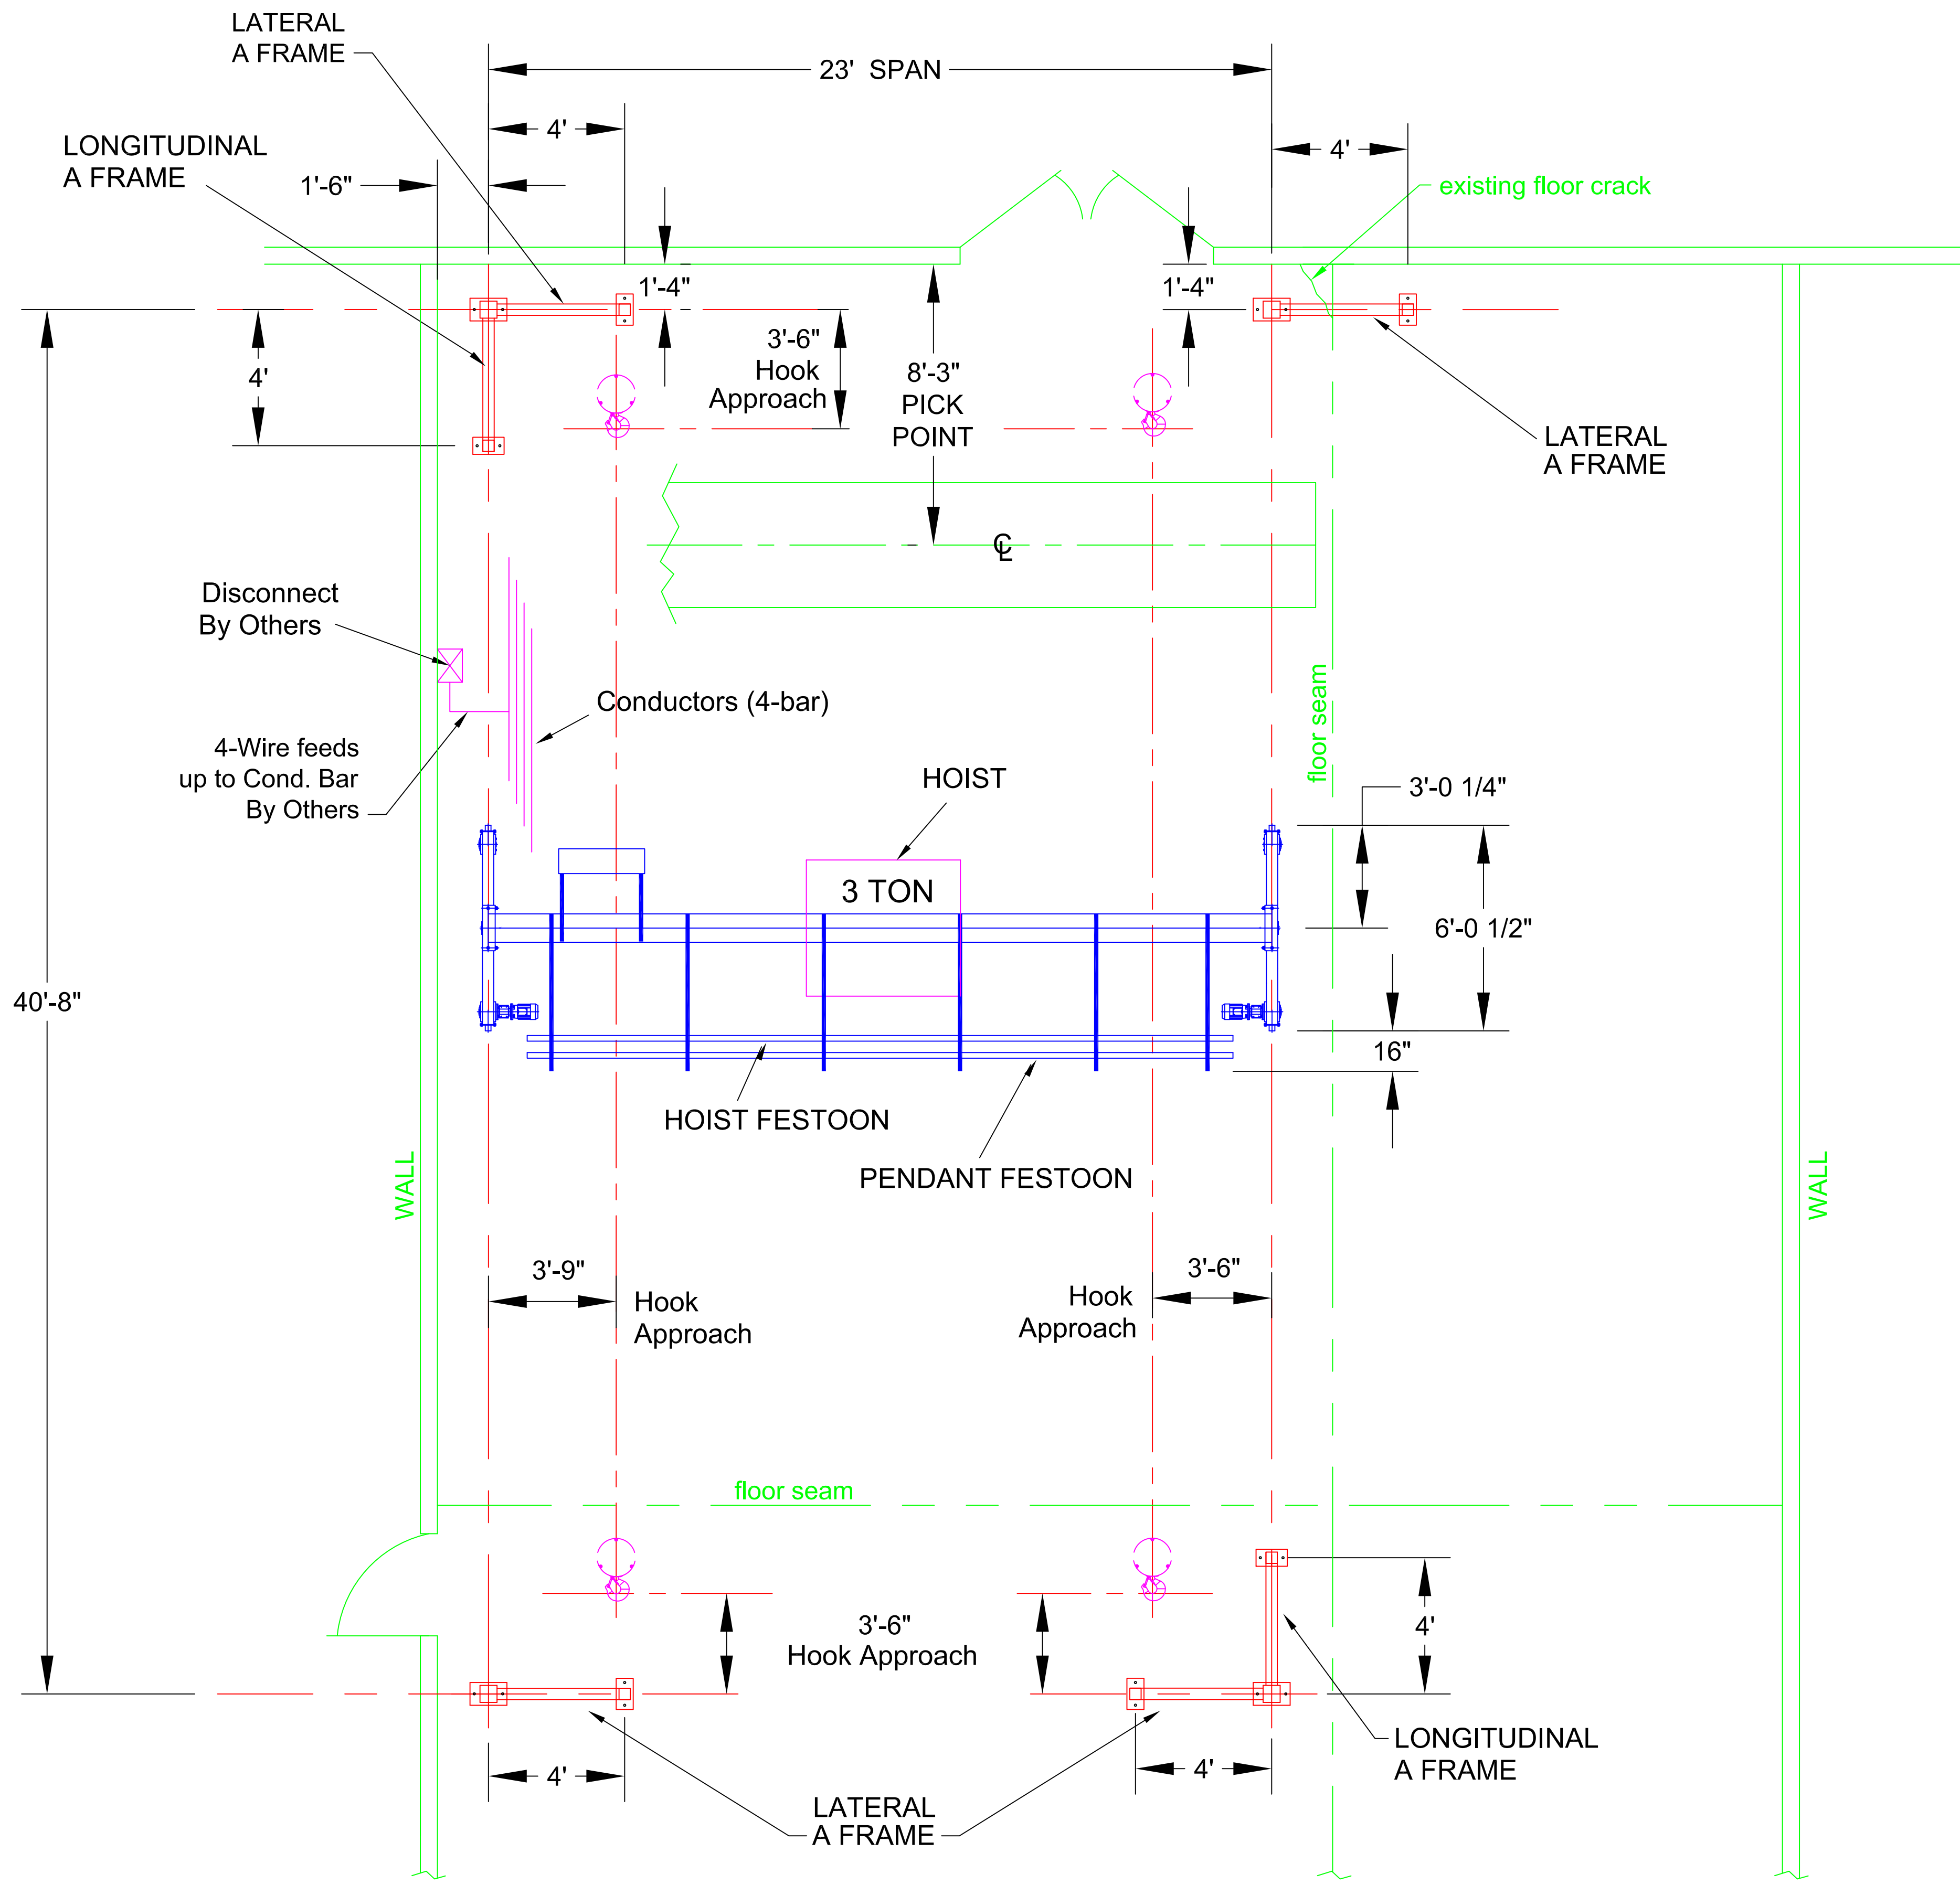 LATERAL
A FRAME
23'  SPAN
4'
4'
LONGITUDINAL
A FRAME
1'-6"
existing floor crack
1'-4"
1'-4"
3'-6"
Hook
Approach
8'-3"
PICK
POINT
4'
LATERAL
A FRAME
CL
Disconnect
By Others
Conductors (4-bar)
floor seam
4-Wire feeds
up to Cond. Bar
By Others
HOIST
3'-0 1/4"
3 TON
6'-0 1/2"
40'-8"
16"
HOIST FESTOON
PENDANT FESTOON
WALL
WALL
3'-9"
Hook
Approach
3'-6"
Hook
Approach
floor seam
3'-6"
Hook Approach
4'
LONGITUDINAL
A FRAME
4'
4'
LATERAL
A FRAME